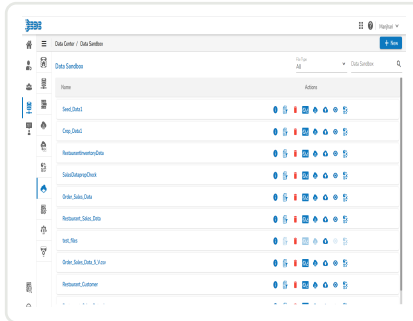 Manjhari
Data Center / Data Sandbox
+ New
Data Sandbox
File Type
All
Data Sandbox
Name Actions
Seed_Data1
Crop_Data1
RestaurantInventoryData
SalesDataprepCheck
Order_Sales_Data
Restaurant_Sales_Data
test_files
Order_Sales_Data_5_V.csv
Restaurant_Customer